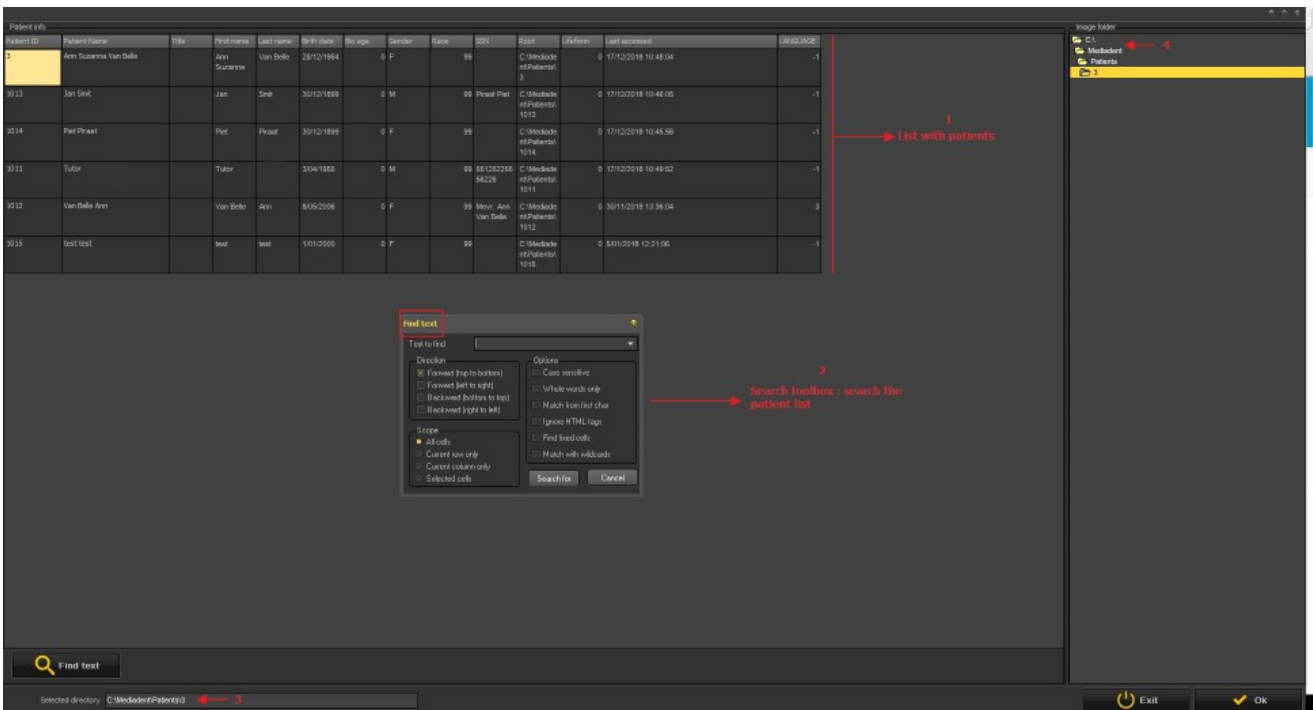 Patient info
Patient ID Patient Name Title First name Last name Birth date Bio age Gender Race SSN Root Lifeform Last accessed LANGUAGE
3 Ann Suzanna Van Belle Ann Suzanna Van Belle 28/12/1964 0 F 99 C:\Mediadent\Patients\3 0 17/12/2018 10:48:04 -1
1013 Jan Smit Jan Smit 30/12/1899 0 M 99 Piraat Piet C:\Mediadent\Patients\1013 0 17/12/2018 10:46:05 -1
1014 Piet Piraat Piet Piraat 30/12/1899 0 F 99 C:\Mediadent\Patients\1014 0 17/12/2018 10:45:56 -1
1011 Tutor Tutor 0 M 99 C:\Mediadent\Patients\1011 0 17/12/2018 10:49:52 -1
1012 Van Belle Ann Van Belle Ann 8/05/2006 0 F 99 Mevr. Ann Van Belle C:\Mediadent\Patients\1012 0 30/11/2018 13:36:04 3
1015 test test test test 1/01/2000 0 F 99 C:\Mediadent\Patients\1015 0 5/01/2018 12:21:06 -1
1
List with patients
Image folder
C:\
4
Mediadent
Patients
3
Find text
Text to find
Direction
Forward (top to bottom)
Forward (left to right)
Backward (bottom to top)
Backward (right to left)
Scope
All cells
Current row only
Current column only
Selected cells
Options
Case sensitive
Whole words only
Match from first char
Ignore HTML tags
Find fixed cells
Match with wildcards
Search for
Cancel
2
Search toolbox : search the
patient list
Find text
Selected directory C:\Mediadent\Patients\3
3
Exit
Ok